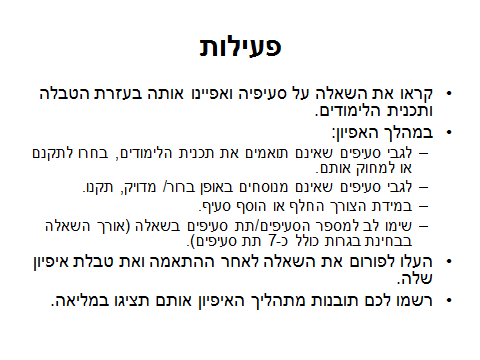 פעילות
• קראו את השאלה על סעיפיה ואפיינו אותה בעזרת הטבלה
ותכנית הלימודים.
• במהלך האפיון:
– לגבי סעיפים שאינם תואמים את תכנית הלימודים, בחרו לתקנם
או למחוק אותם.
– לגבי סעיפים שאינם מנוסחים באופן ברור/ מדויק, תקנו.
– במידת הצורך החלף או הוסף סעיף.
– שימו לב למספר הסעיפים/תת סעיפים בשאלה (אורך השאלה
בבחינת בגרות כולל כ-7 תת סעיפים).
• העלו לפורום את השאלה לאחר ההתאמה ואת טבלת איפיון
שלה.
• רשמו לכם תובנות מתהליך האיפיון אותם תציגו במליאה.